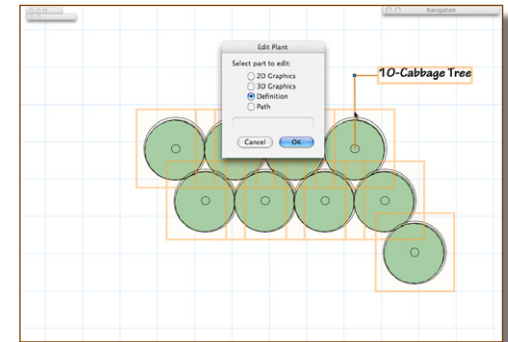 Navigation
Edit Plant
Select part to edit:
2D Graphics
3D Graphics
Definition
Path
Cancel OK
10-Cabbage Tree